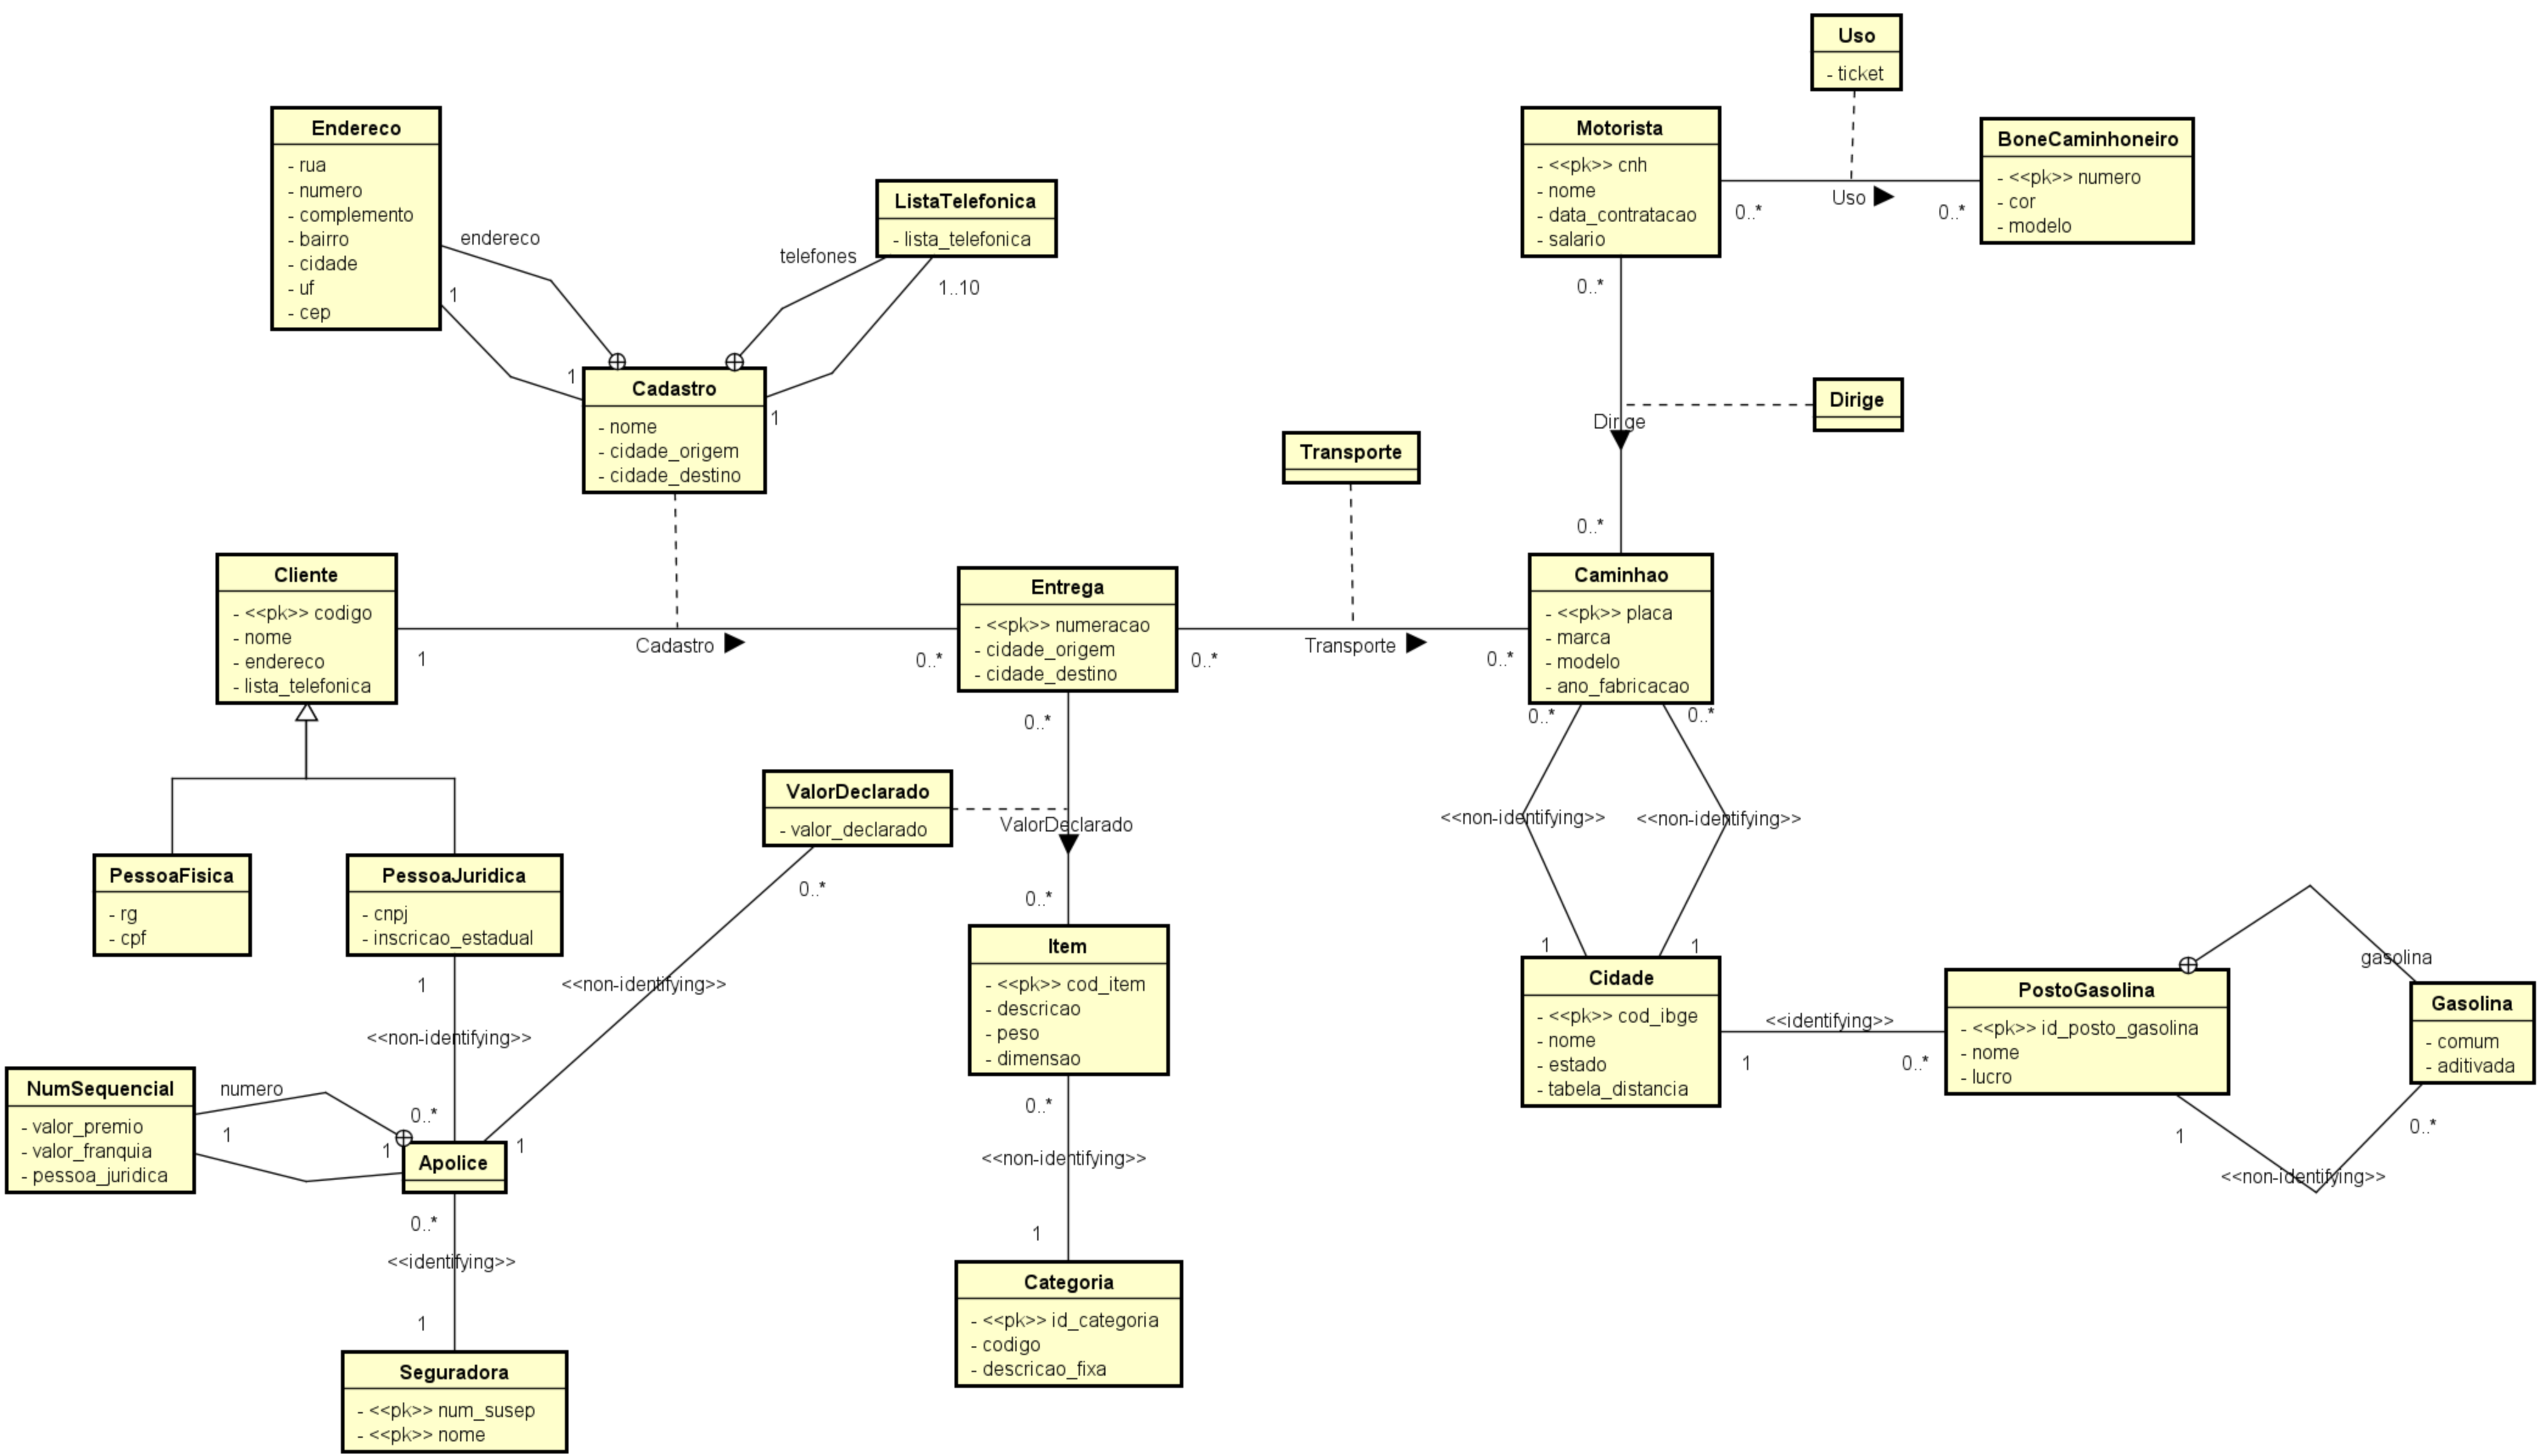 Uso
- ticket
Endereco
- rua
- numero
- complemento
- bairro
- cidade
- uf
- cep
endereco
1
1
ListaTelefonica
- lista_telefonica
telefones
1..10
1
Cadastro
- nome
- cidade_origem
- cidade_destino
Motorista
- <<pk>> cnh
- nome
- data_contratacao
- salario
0..*
Uso
0..*
BoneCaminhoneiro
- <<pk>> numero
- cor
- modelo
0..*
Dirige
Dirige
0..*
Transporte
Cliente
- <<pk>> codigo
- nome
- endereco
- lista_telefonica
1
Cadastro
0..*
Entrega
- <<pk>> numeracao
- cidade_origem
- cidade_destino
0..*
Transporte
0..*
Caminhao
- <<pk>> placa
- marca
- modelo
- ano_fabricacao
0..*
0..*
<<non-identifying>>
<<non-identifying>>
1
1
0..*
ValorDeclarado
- valor_declarado
ValorDeclarado
0..*
0..*
PessoaFisica
- rg
- cpf
PessoaJuridica
- cnpj
- inscricao_estadual
1
<<non-identifying>>
<<non-identifying>>
0..*
1
Item
- <<pk>> cod_item
- descricao
- peso
- dimensao
0..*
<<non-identifying>>
1
Cidade
- <<pk>> cod_ibge
- nome
- estado
- tabela_distancia
1
<<identifying>>
0..*
PostoGasolina
- <<pk>> id_posto_gasolina
- nome
- lucro
gasolina
Gasolina
- comum
- aditivada
1
0..*
<<non-identifying>>
NumSequencial
- valor_premio
- valor_franquia
- pessoa_juridica
numero
1
1
Apolice
0..*
<<identifying>>
1
Categoria
- <<pk>> id_categoria
- codigo
- descricao_fixa
Seguradora
- <<pk>> num_susep
- <<pk>> nome